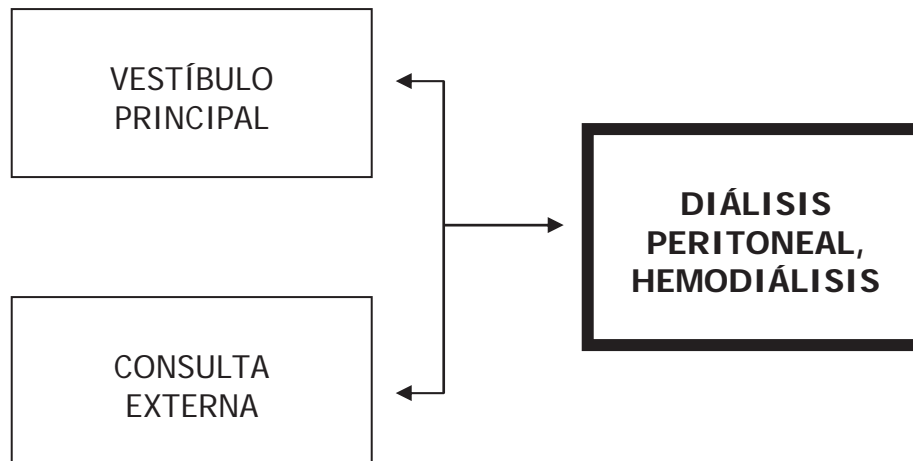 VESTÍBULO
PRINCIPAL
DIÁLISIS
PERITONEAL,
HEMODIÁLISIS
CONSULTA
EXTERNA